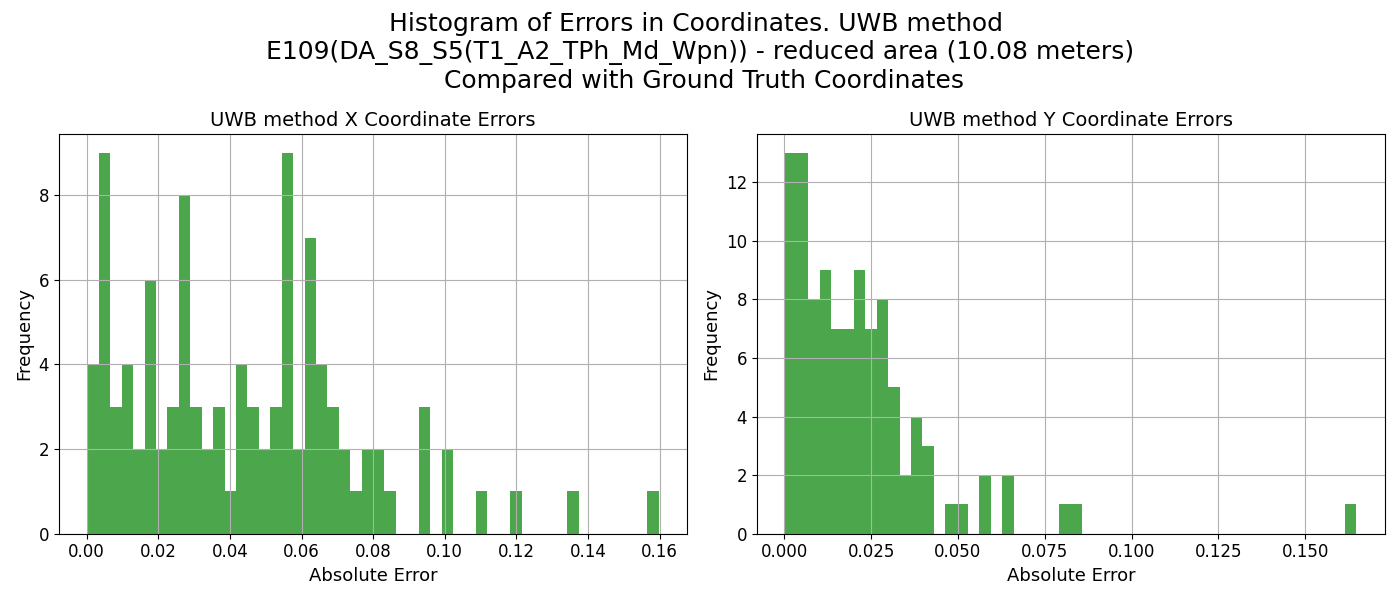 Histogram of Errors in Coordinates. UWB method
E109(DA_S8_S5(T1_A2_TPh_Md_Wpn)) - reduced area (10.08 meters)
Compared with Ground Truth Coordinates
UWB method X Coordinate Errors
Frequency
8
6
4
2
0
0.00 0.02 0.04 0.06 0.08 0.10 0.12 0.14 0.16
Absolute Error
UWB method Y Coordinate Errors
Frequency
12
10
8
6
4
2
0
0.000 0.025 0.050 0.075 0.100 0.125 0.150
Absolute Error